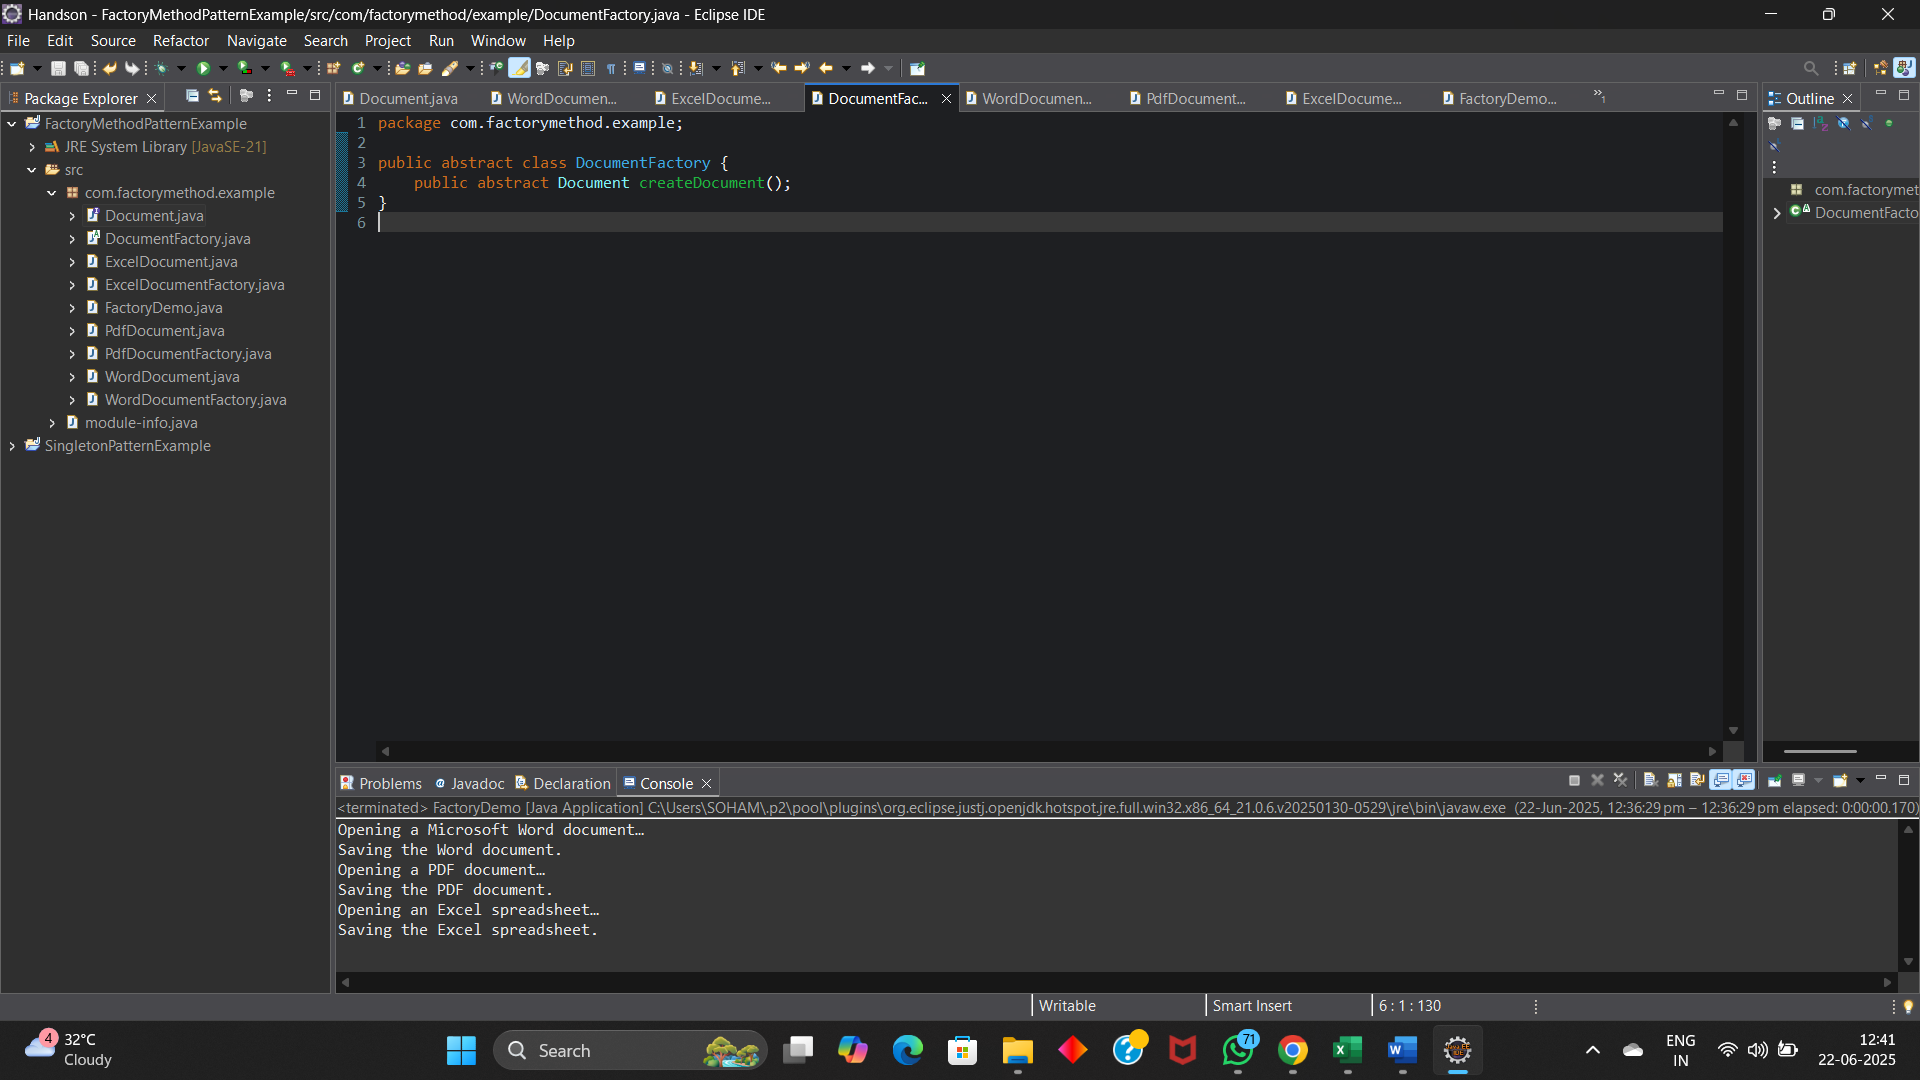 Handson - FactoryMethodPatternExample/src/com/factorymethod/example/DocumentFactory.java - Eclipse IDE
File Edit Source Refactor Navigate Search Project Run Window Help
Package Explorer
FactoryMethodPatternExample
JRE System Library [JavaSE-21]
src
com.factorymethod.example
Document.java
DocumentFactory.java
ExcelDocument.java
ExcelDocumentFactory.java
FactoryDemo.java
PdfDocument.java
PdfDocumentFactory.java
WordDocument.java
WordDocumentFactory.java
module-info.java
SingletonPatternExample
Document.java WordDocumen... ExcelDocume... DocumentFac... WordDocumen... PdfDocument... ExcelDocume... FactoryDemo... »1
1 package com.factorymethod.example;
2
3 public abstract class DocumentFactory {
4 public abstract Document createDocument();
5 }
6
Outline
com.factorymet
DocumentFacto
Problems Javadoc Declaration Console
<terminated> FactoryDemo [Java Application] C:\Users\SOHAM\.p2\pool\plugins\org.eclipse.justj.openjdk.hotspot.jre.full.win32.x86_64_21.0.6.v20250130-0529\jre\bin\javaw.exe (22-Jun-2025, 12:36:29 pm – 12:36:29 pm elapsed: 0:00:00.170)
Opening a Microsoft Word document…
Saving the Word document.
Opening a PDF document…
Saving the PDF document.
Opening an Excel spreadsheet…
Saving the Excel spreadsheet.
Writable Smart Insert 6 : 1 : 130
4
32°C
Cloudy
Search
71
ENG
IN
12:41
22-06-2025